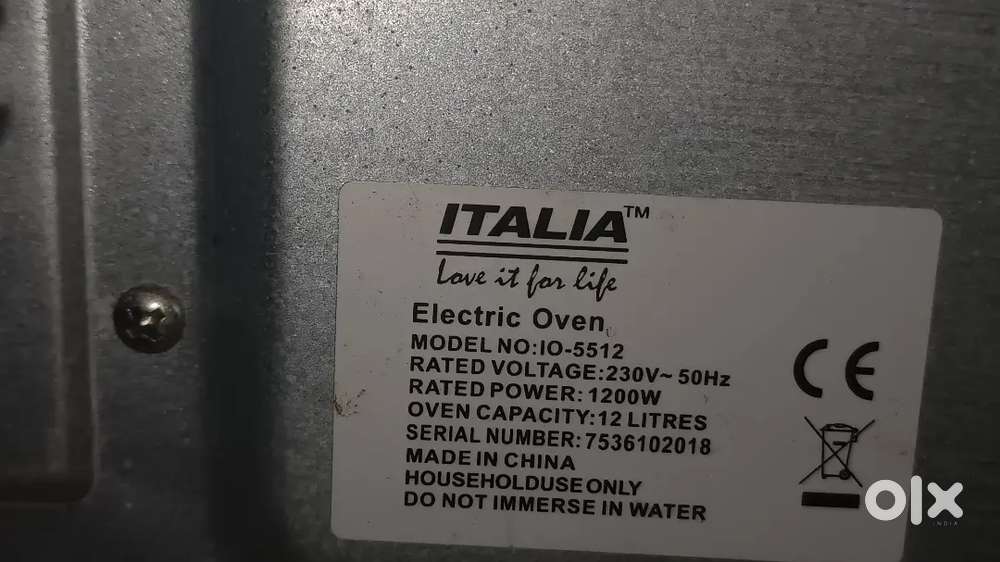 ITALIA™
Love it for life
Electric Oven
MODEL NO:IO-5512
RATED VOLTAGE:230V~ 50Hz
RATED POWER: 1200W
OVEN CAPACITY:12 LITRES
SERIAL NUMBER: 7536102018
MADE IN CHINA
HOUSEHOLDUSE ONLY
DO NOT IMMERSE IN WATER
CE
olx
INDIA